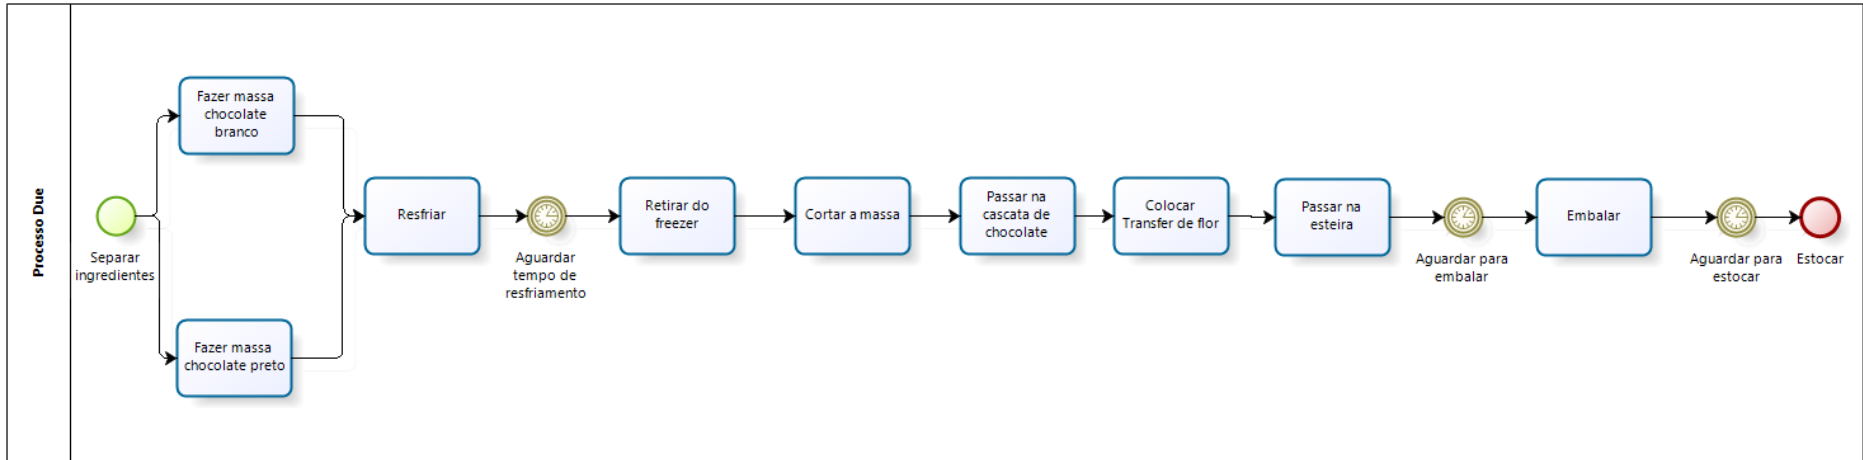 Processo Due
Separar
ingredientes
Fazer massa
chocolate
branco
Fazer massa
chocolate preto
Resfriar
Aguardar
tempo de
resfriamento
Retirar do
freezer
Cortar a massa
Passar na
cascata de
chocolate
Colocar
Transfer de flor
Passar na
esteira
Aguardar para
embalar
Embalar
Aguardar para
estocar
Estocar